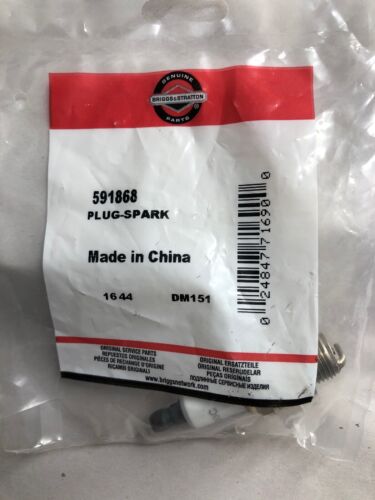 GENUINE
BRIGGS & STRATTON
®
PARTS
591868
PLUG-SPARK
Made in China
1644 DM151
0 24847 71690 0
ORIGINAL SERVICE PARTS
REPUESTOS ORIGINALES
PIÈCES DE RECHANGE D'ORIGINE
RICAMBI ORIGINALI
ORIGINAL ERSATZTEILE
ORIGINAL RESERVDELAR
PEÇAS ORIGINAIS
ПОДЛИННЫЕ СЕРВИСНЫЕ ИЗДЕЛИЯ
www.briggsnetwork.com